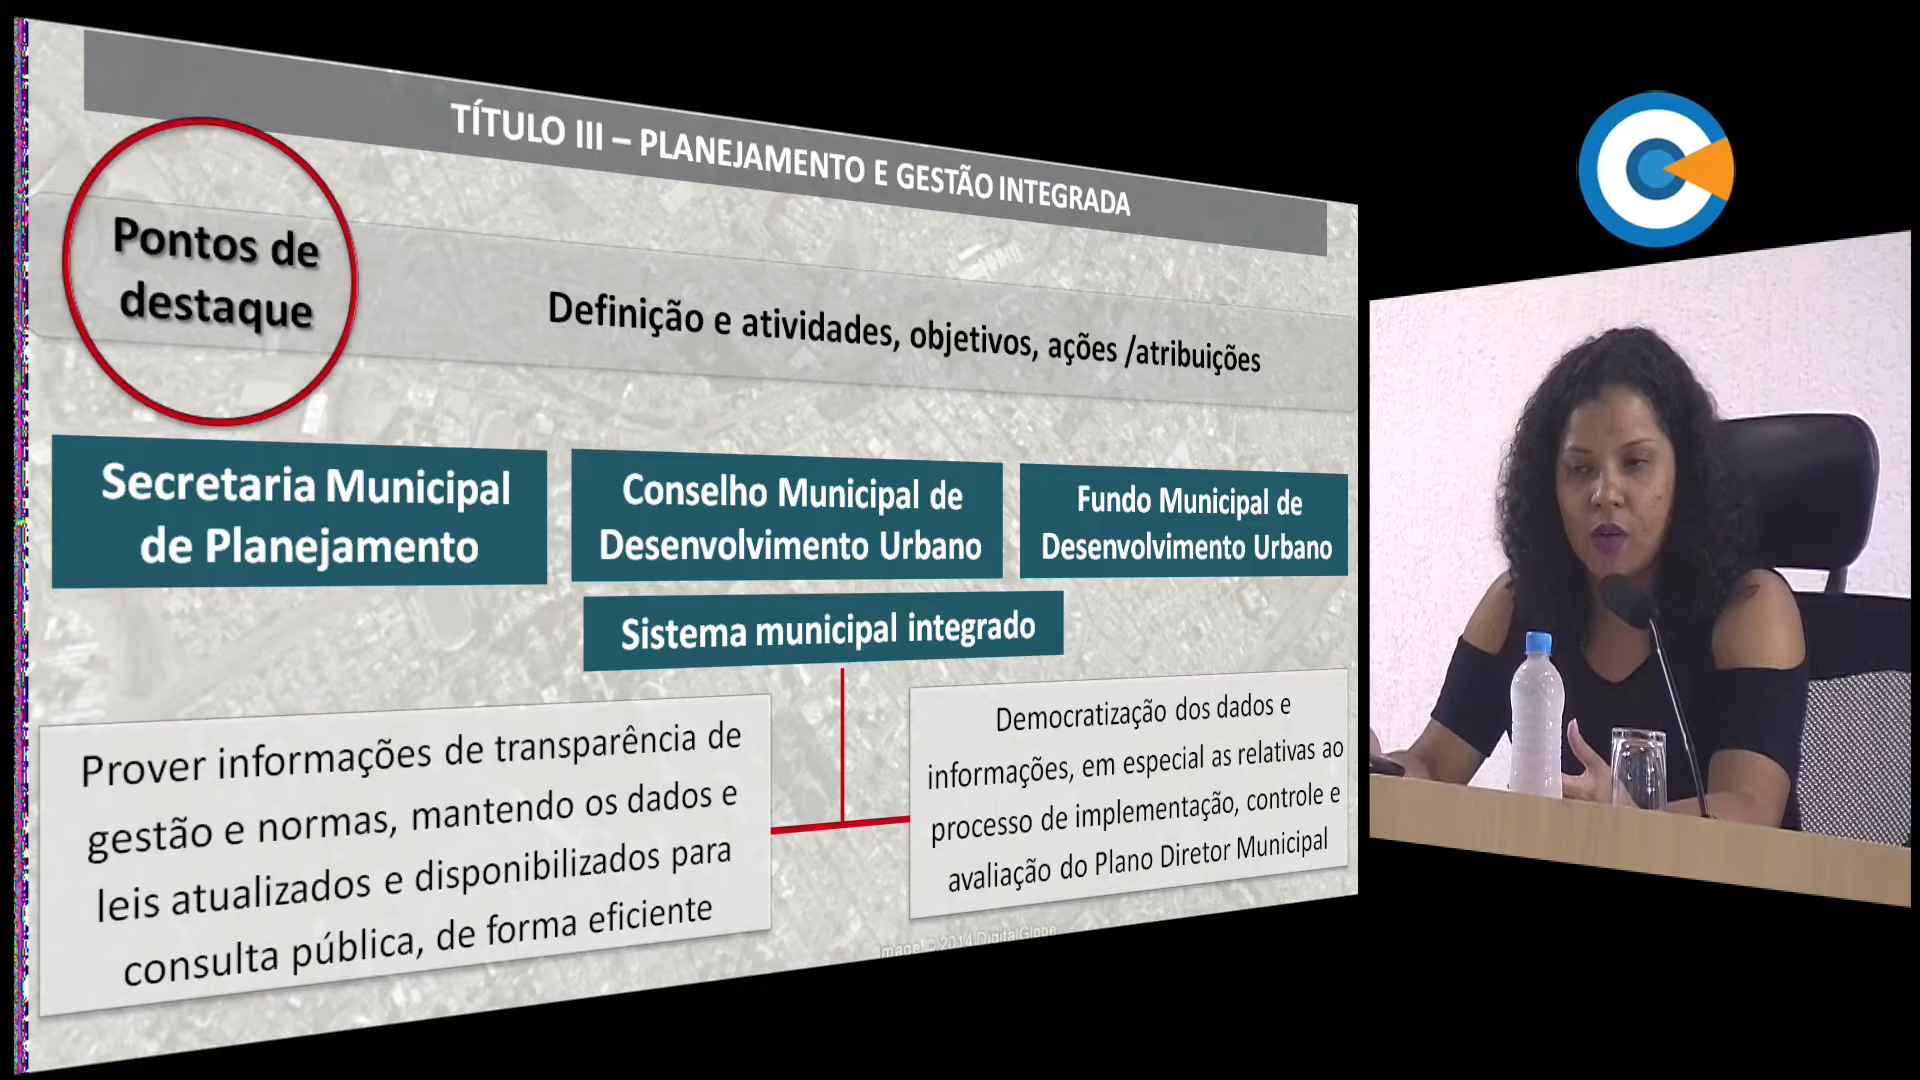 TÍTULO III – PLANEJAMENTO E GESTÃO INTEGRADA
Pontos de
destaque
Definição e atividades, objetivos, ações /atribuições
Secretaria Municipal
de Planejamento
Conselho Municipal de
Desenvolvimento Urbano
Fundo Municipal de
Desenvolvimento Urbano
Sistema municipal integrado
Prover informações de transparência de
gestão e normas, mantendo os dados e
leis atualizados e disponibilizados para
consulta pública, de forma eficiente
Democratização dos dados e
informações, em especial as relativas ao
processo de implementação, controle e
avaliação do Plano Diretor Municipal
Image © 2014 DigitalGlobe